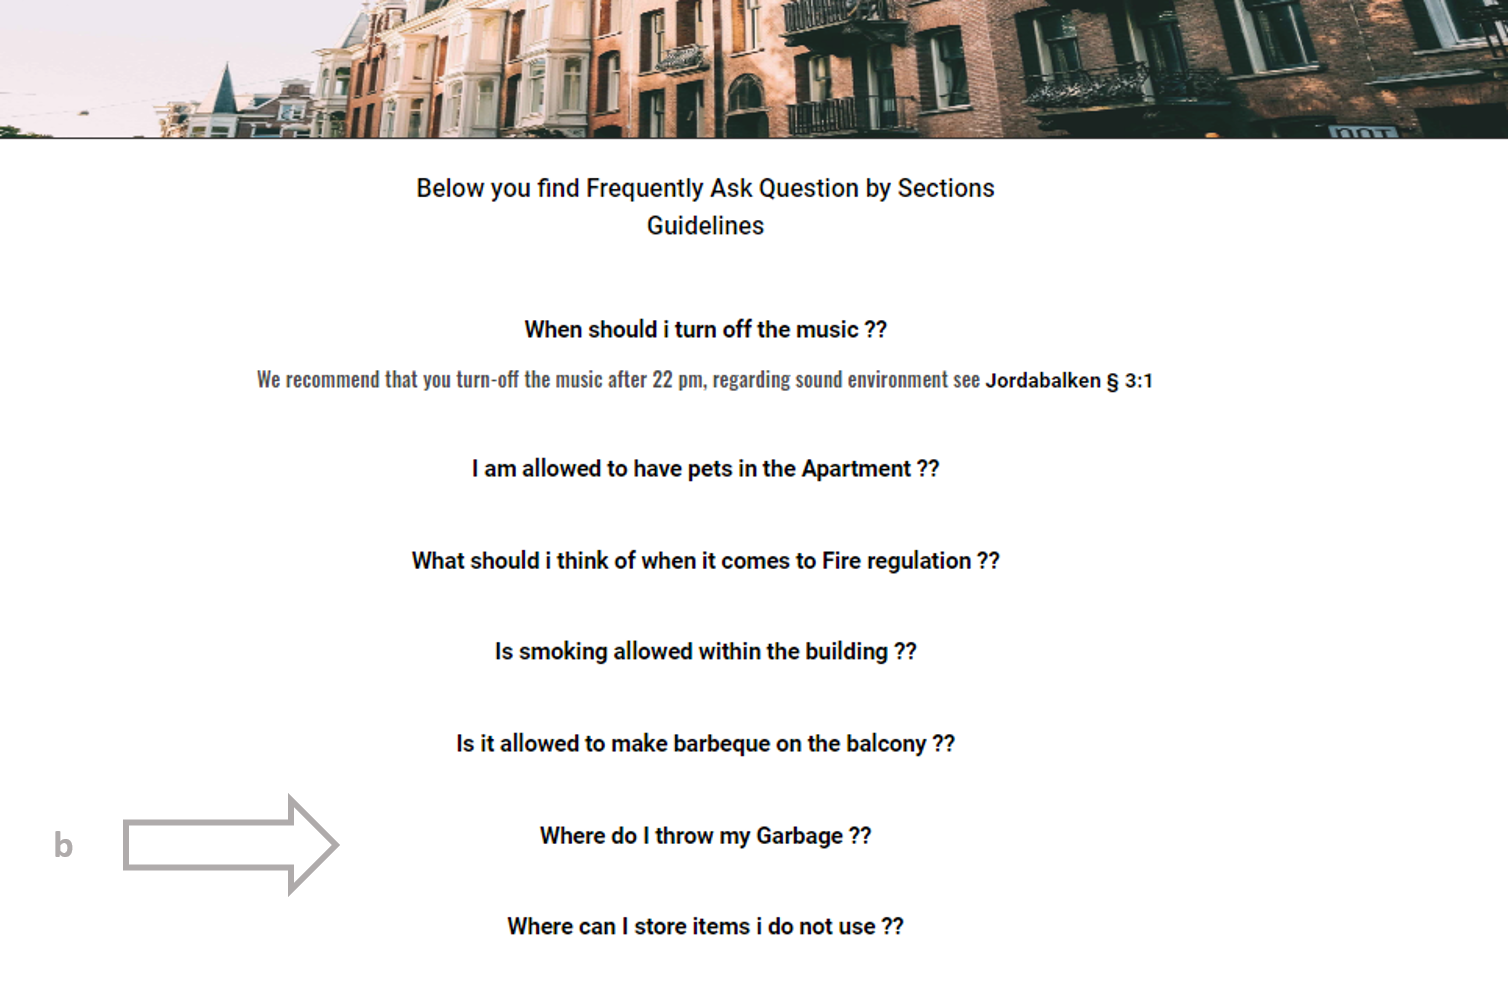 Below you find Frequently Ask Question by Sections
Guidelines
When should i turn off the music ??
We recommend that you turn-off the music after 22 pm, regarding sound environment see Jordabalken § 3:1
I am allowed to have pets in the Apartment ??
What should i think of when it comes to Fire regulation ??
Is smoking allowed within the building ??
Is it allowed to make barbeque on the balcony ??
b
Where do I throw my Garbage ??
Where can I store items i do not use ??